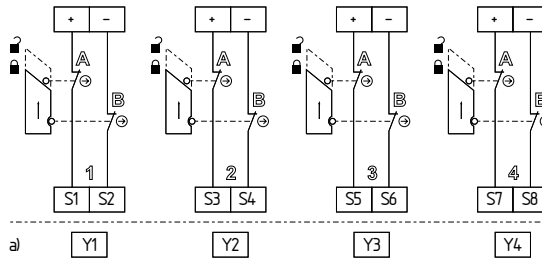 + − + − + − + −
A A A A
B B B B
1 2 3 4
S1 S2 S3 S4 S5 S6 S7 S8
a) Y1 Y2 Y3 Y4